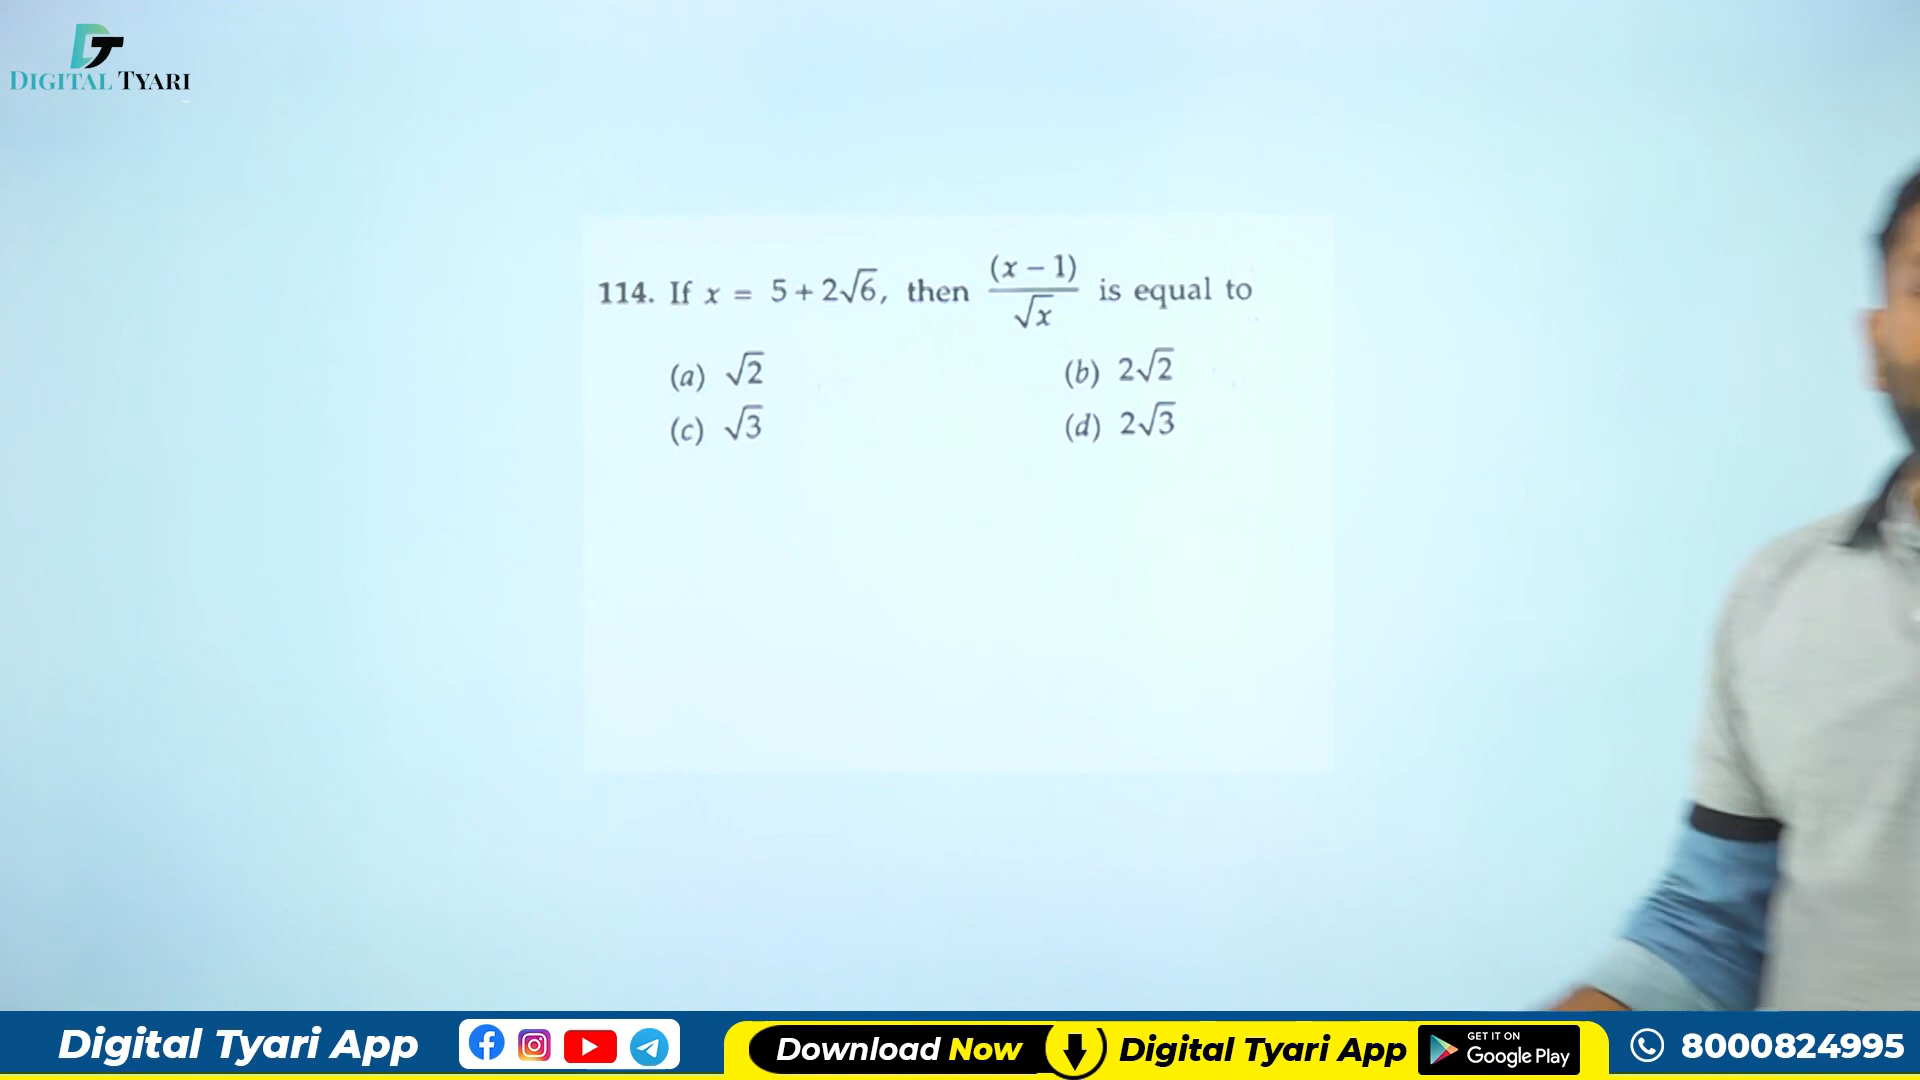 DT
DIGITAL TYARI
114. If x = 5 + 2√6, then (x – 1)/√x is equal to
(a) √2 (b) 2√2
(c) √3 (d) 2√3
Digital Tyari App Download Now Digital Tyari App GET IT ON Google Play 8000824995